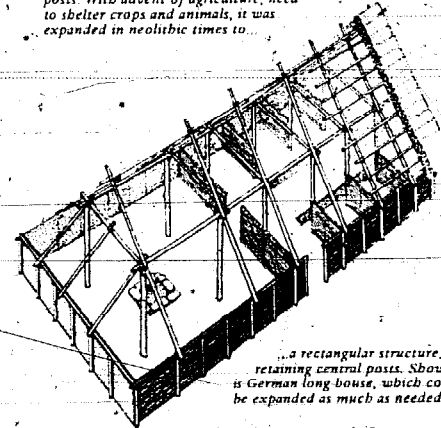 posts. With advent of agriculture, need
to shelter crops and animals, it was
expanded in neolithic times to...
...a rectangular structure,
retaining central posts. Show
is German long-house, which co
be expanded as much as needed